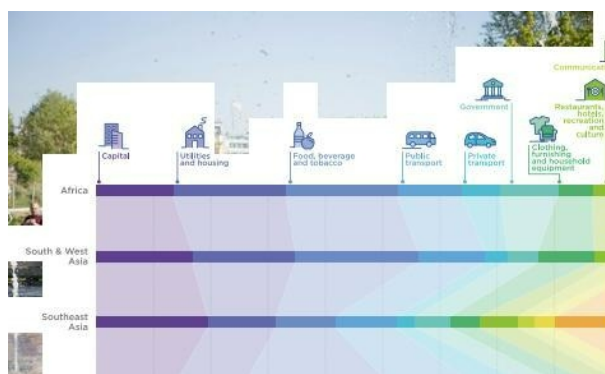 Communicat
Government
Restaurants,
hotels,
recreation
and
culture
Capital
Utilities
and housing
Food, beverage
and tobacco
Public
transport
Private
transport
Clothing,
furnishing
and household
equipment
Africa
South & West
Asia
Southeast
Asia